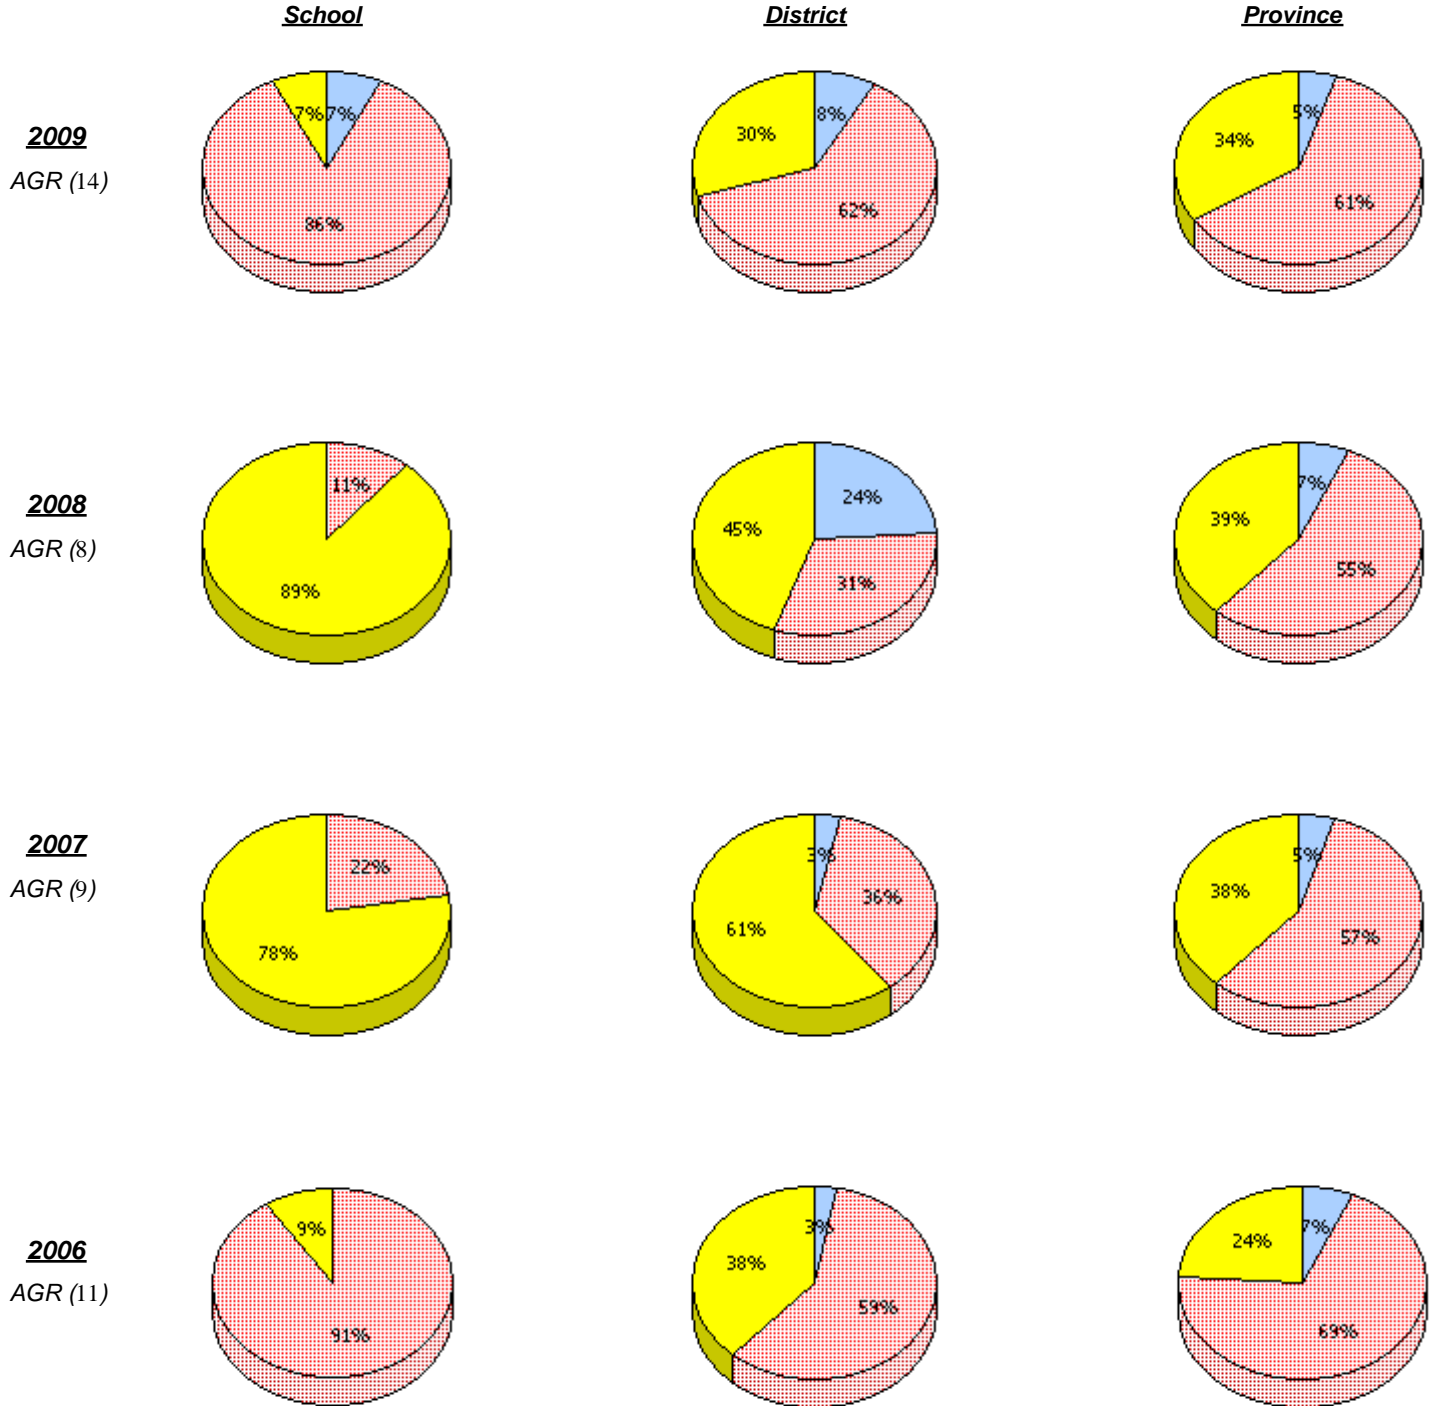 School District Province
7% 7% 8% 5%
2009 30% 34%
AGR (14)
86% 62% 61%
11% 24% 7%
2008 45% 39%
AGR (8)
89% 31% 55%
2007 22% 3% 36% 5%
AGR (9) 38%
78% 61% 57%
9% 3% 7%
2006 38% 24%
AGR (11)
91% 59% 69%